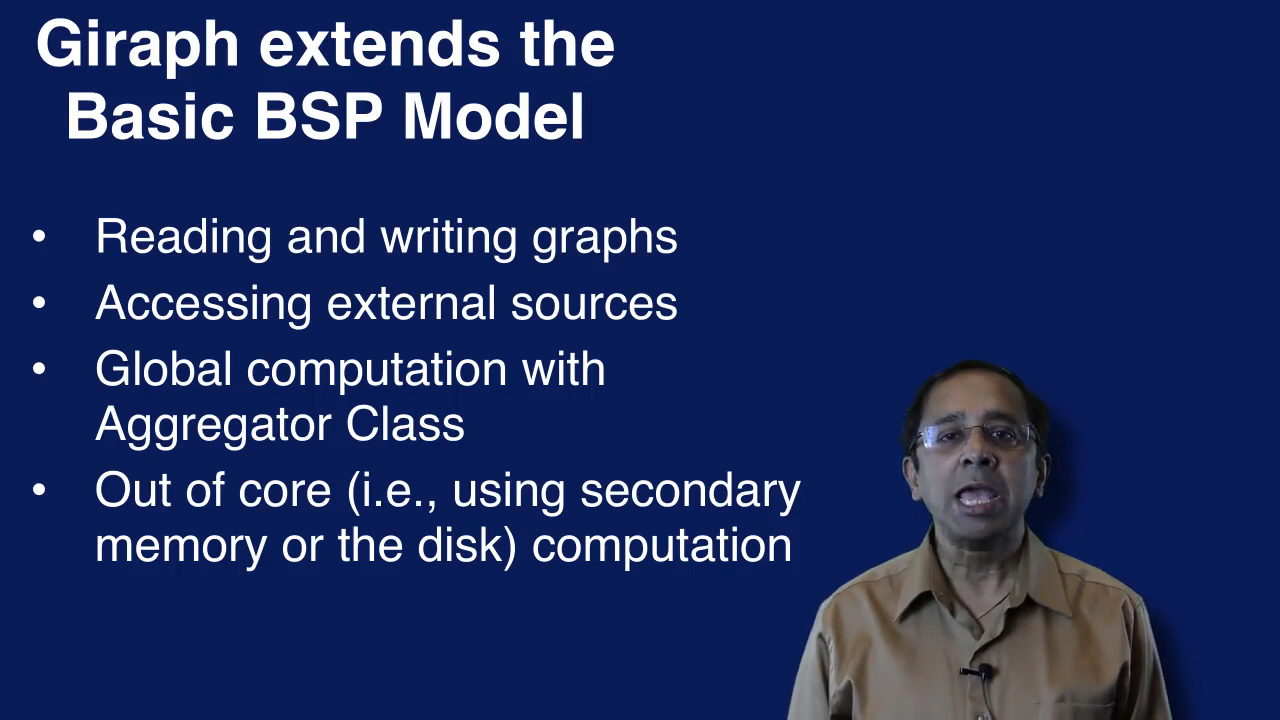 Giraph extends the
Basic BSP Model
• Reading and writing graphs
• Accessing external sources
• Global computation with
Aggregator Class
• Out of core (i.e., using secondary
memory or the disk) computation